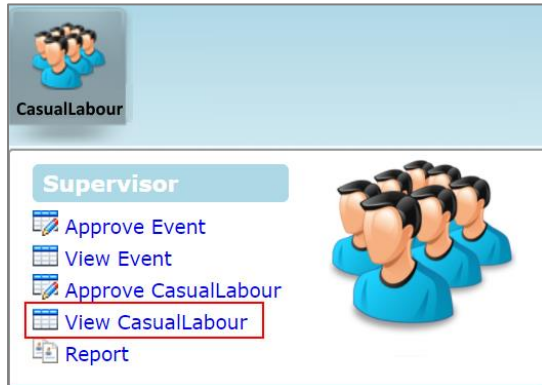 CasualLabour
Supervisor
Approve Event
View Event
Approve CasualLabour
View CasualLabour
Report